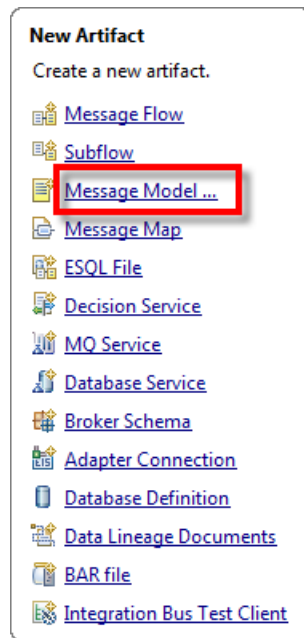 New Artifact
Create a new artifact.
Message Flow
Subflow
Message Model ...
Message Map
ESQL File
Decision Service
MQ Service
Database Service
Broker Schema
Adapter Connection
Database Definition
Data Lineage Documents
BAR file
Integration Bus Test Client